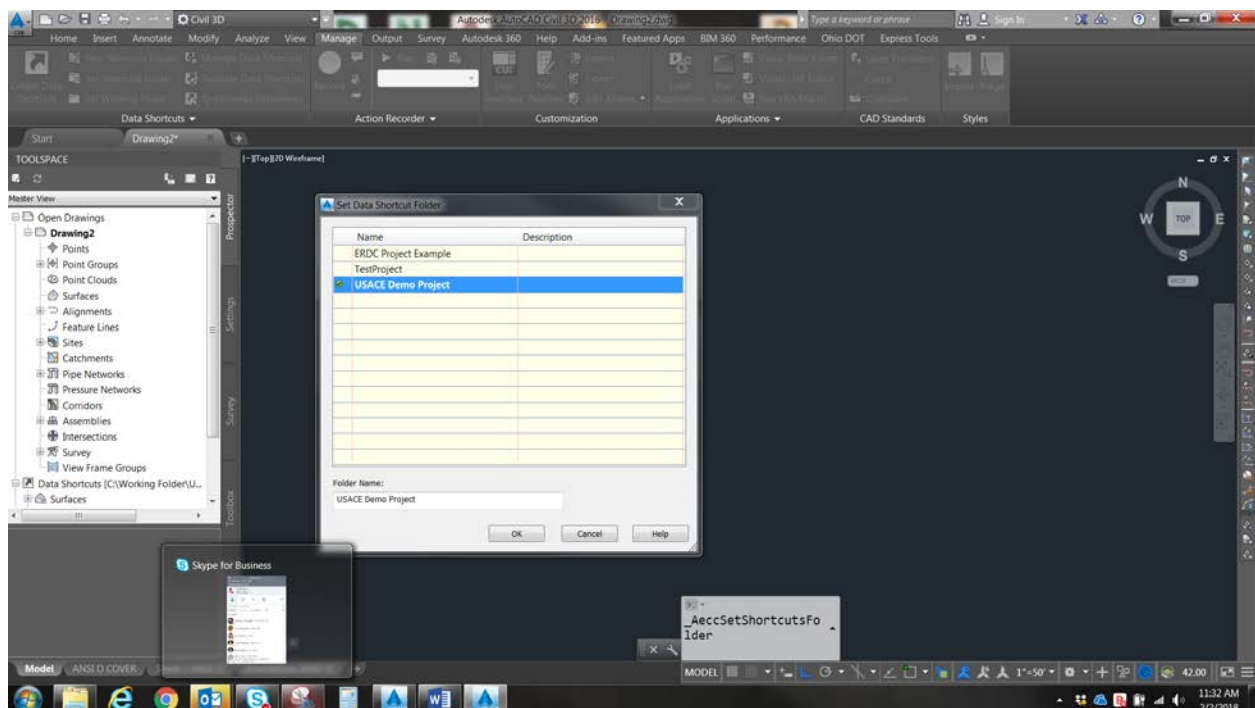 Civil 3D
Autodesk AutoCAD Civil 3D 2016 Drawing2.dwg
Type a keyword or phrase
Sign In
Home Insert Annotate Modify Analyze View Manage Output Survey Autodesk 360 Help Add-ins Featured Apps BIM 360 Performance Ohio DOT Express Tools
Data Shortcuts
Action Recorder
Customization
Applications
CAD Standards
Styles
Start
Drawing2*
TOOLSPACE
[-][Top][2D Wireframe]
Master View
Open Drawings
Drawing2
Points
Point Groups
Point Clouds
Surfaces
Alignments
Feature Lines
Sites
Catchments
Pipe Networks
Pressure Networks
Corridors
Assemblies
Intersections
Survey
View Frame Groups
Data Shortcuts [C:\Working Folder\U...
Surfaces
Prospector
Settings
Survey
Toolbox
Set Data Shortcut Folder
Name Description
ERDC Project Example
TestProject
USACE Demo Project
Folder Name:
USACE Demo Project
OK Cancel Help
N
W TOP E
S
Skype for Business
_AeccSetShortcutsFo
lder
Model ANSI D COVER
MODEL
1"=50'
42.00
11:32 AM
2/2/2018